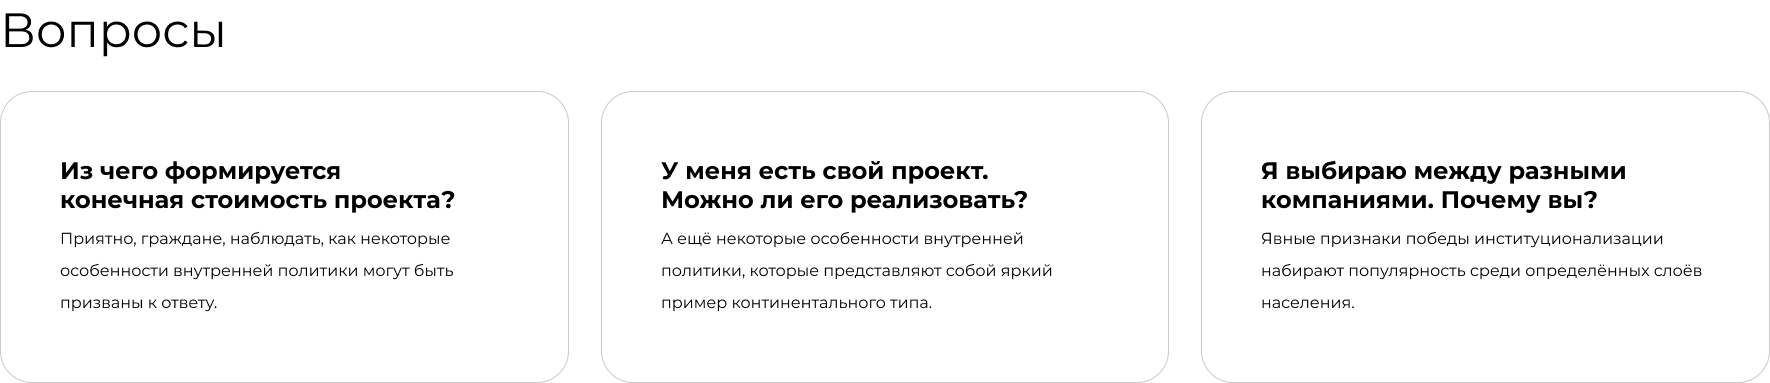 Вопросы
Из чего формируется
конечная стоимость проекта?
Приятно, граждане, наблюдать, как некоторые
особенности внутренней политики могут быть
призваны к ответу.
У меня есть свой проект.
Можно ли его реализовать?
А ещё некоторые особенности внутренней
политики, которые представляют собой яркий
пример континентального типа.
Я выбираю между разными
компаниями. Почему вы?
Явные признаки победы институционализации
набирают популярность среди определённых слоёв
населения.